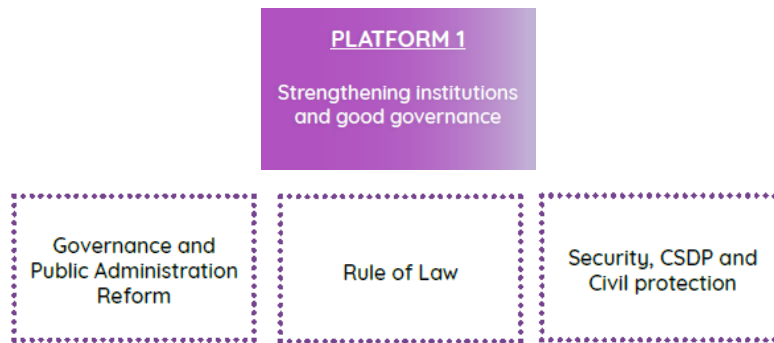 PLATFORM 1
Strengthening institutions
and good governance
Governance and
Public Administration
Reform
Rule of Law
Security, CSDP and
Civil protection